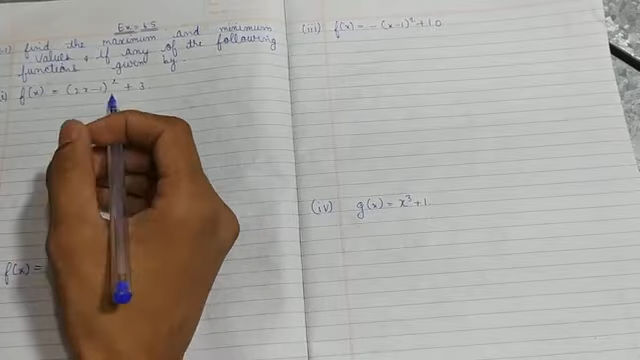 Ex = 6.5
find the maximum and minimum
values, if any of the following
functions given by.
f(x) = (2x-1)² + 3.
f(x) =
(iii) f(x) = -(x-1)² + 10
(iv) g(x) = x³ + 1.